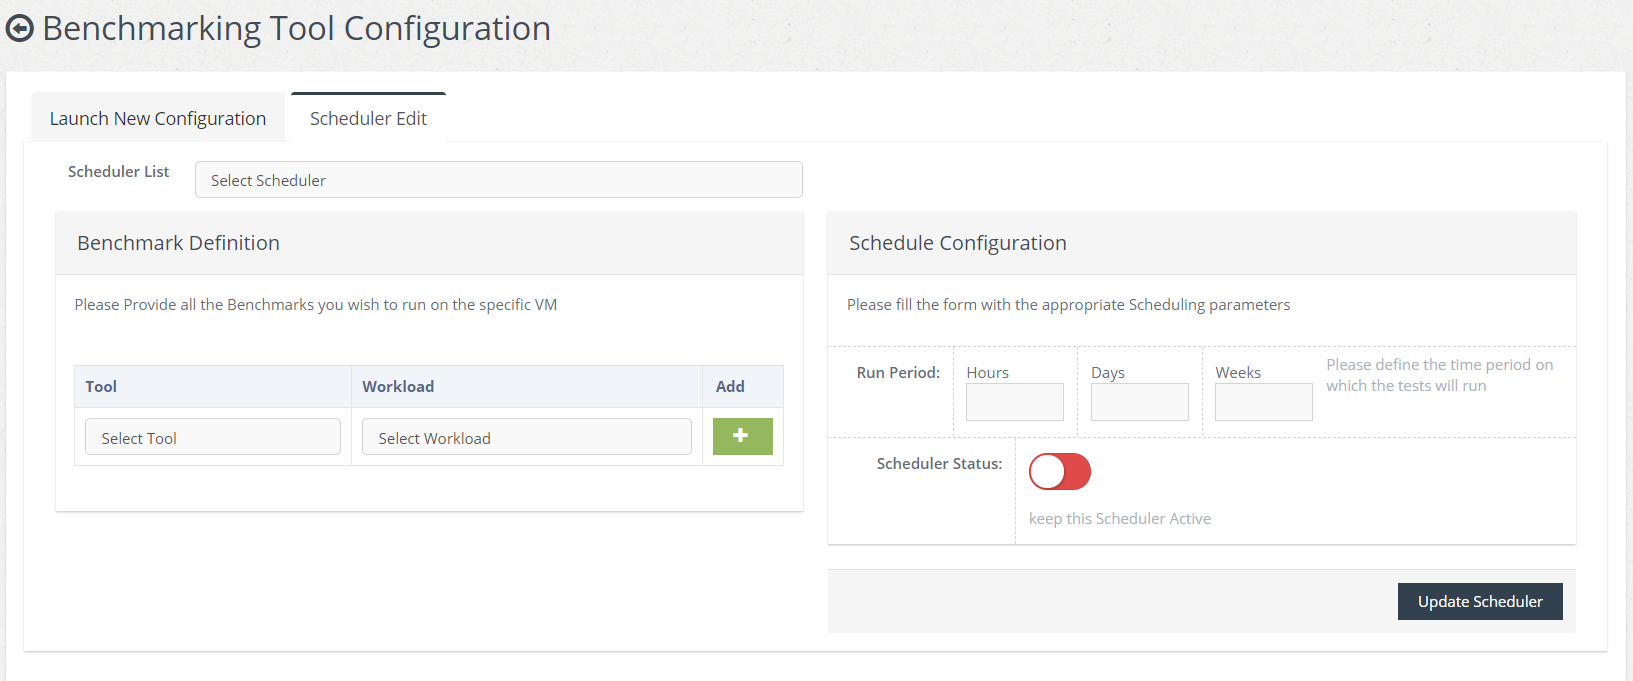 Benchmarking Tool Configuration
Launch New Configuration
Scheduler Edit
Scheduler List
Select Scheduler
Benchmark Definition
Please Provide all the Benchmarks you wish to run on the specific VM
Tool
Workload
Add
Select Tool
Select Workload
Schedule Configuration
Please fill the form with the appropriate Scheduling parameters
Run Period:
Hours
Days
Weeks
Please define the time period on
which the tests will run
Scheduler Status:
keep this Scheduler Active
Update Scheduler